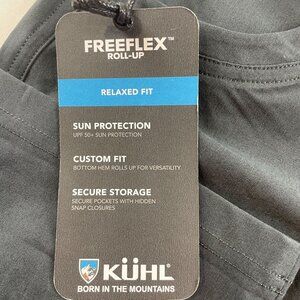 FREEFLEX™
ROLL-UP
RELAXED FIT
SUN PROTECTION
UPF 50+ SUN PROTECTION
CUSTOM FIT
BOTTOM HEM ROLLS UP FOR VERSATILITY
SECURE STORAGE
SECURE POCKETS WITH HIDDEN
SNAP CLOSURES
KÜHL
BORN IN THE MOUNTAINS